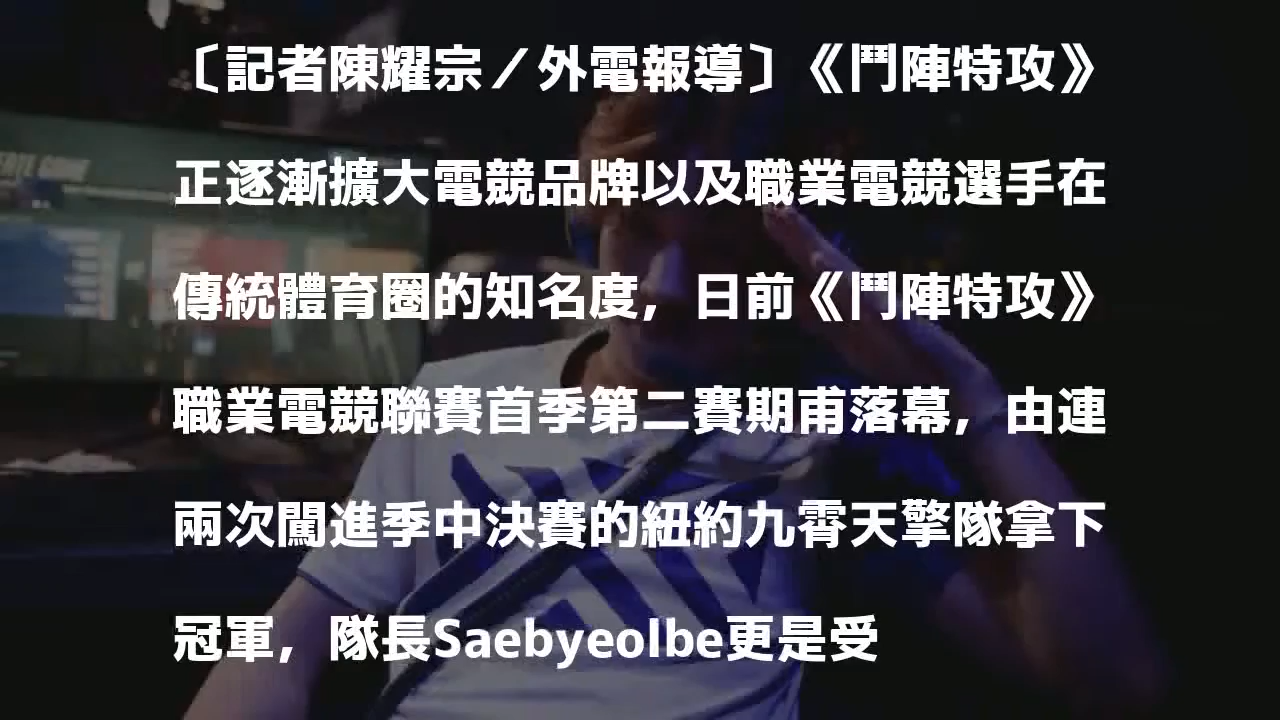 〔記者陳耀宗／外電報導〕《鬥陣特攻》
正逐漸擴大電競品牌以及職業電競選手在
傳統體育圈的知名度，日前《鬥陣特攻》
職業電競聯賽首季第二賽期甫落幕，由連
兩次闖進季中決賽的紐約九霄天擎隊拿下
冠軍，隊長Saebyeolbe更是受